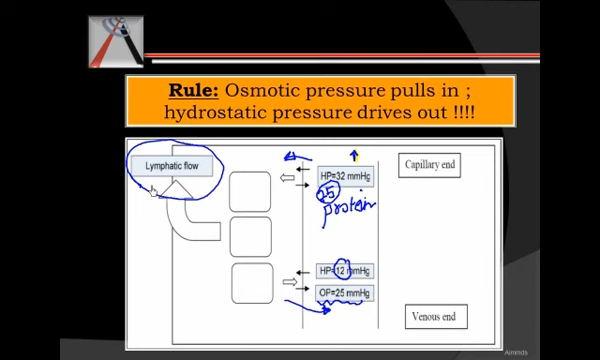 Rule: Osmotic pressure pulls in ;
hydrostatic pressure drives out !!!!
Lymphatic flow
HP=32 mmHg
Capillary end
25
protein
HP=12 mmHg
OP=25 mmHg
Venous end
Aimmds